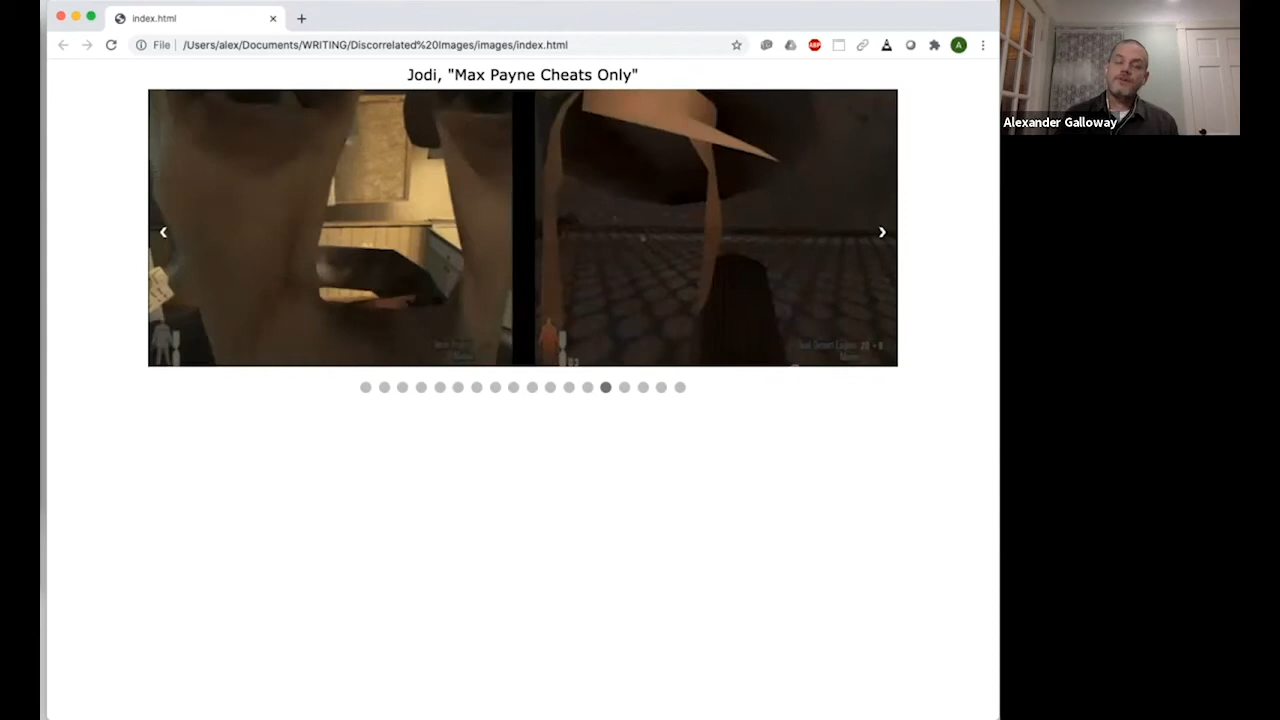 index.html
File
/Users/alex/Documents/WRITING/Discorrelated%20Images/images/index.html
ABP
A
Jodi, "Max Payne Cheats Only"
Alexander Galloway